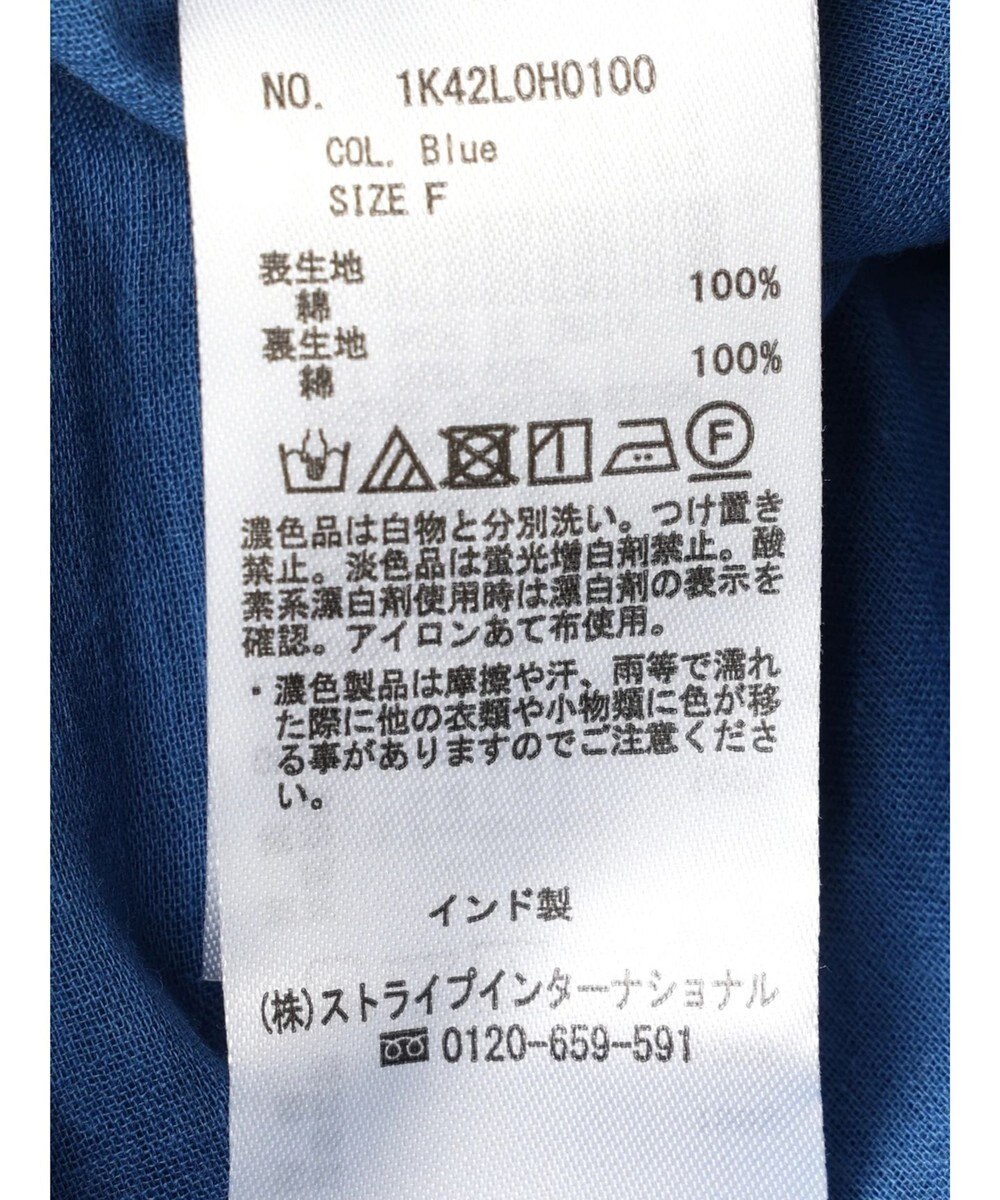 NO. 1K42L0H0100
COL. Blue
SIZE F
表生地
綿 100%
裏生地
綿 100%
F
濃色品は白物と分別洗い。つけ置き
禁止。淡色品は蛍光増白剤禁止。酸
素系漂白剤使用時は漂白剤の表示を
確認。アイロンあて布使用。
・濃色製品は摩擦や汗、雨等で濡れ
た際に他の衣類や小物類に色が移
る事がありますのでご注意くださ
い。
インド製
(株)ストライプインターナショナル
0120-659-591